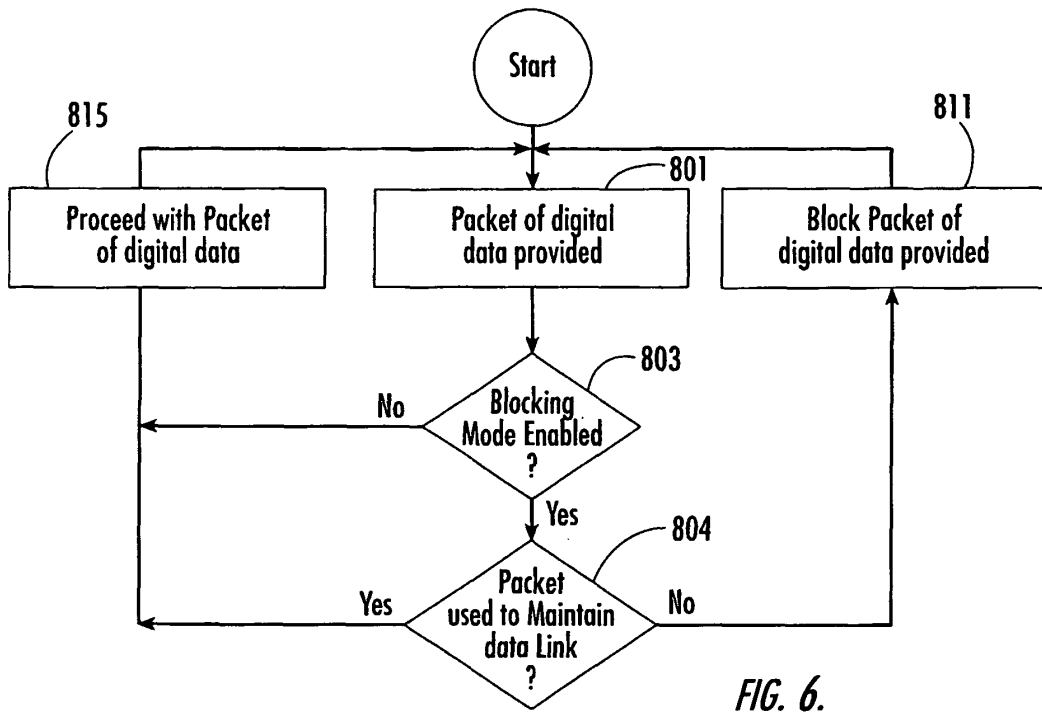 Start
815
811
801
Proceed with Packet
of digital data
Packet of digital
data provided
Block Packet of
digital data provided
803
No
Blocking
Mode Enabled
?
Yes
804
Yes
Packet
used to Maintain
data Link
?
No
FIG. 6.